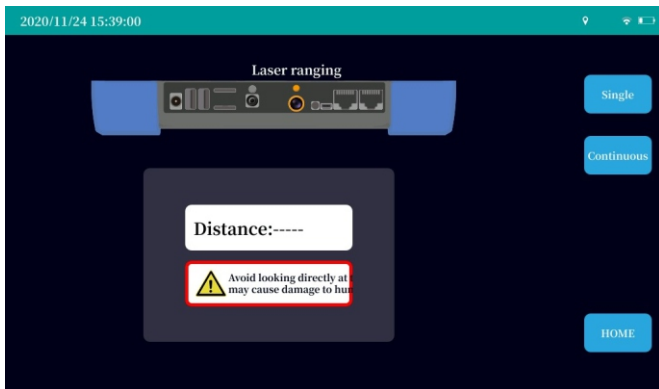 2020/11/24 15:39:00
Laser ranging
Single
Continuous
Distance:-----
Avoid looking directly at
may cause damage to
HOME